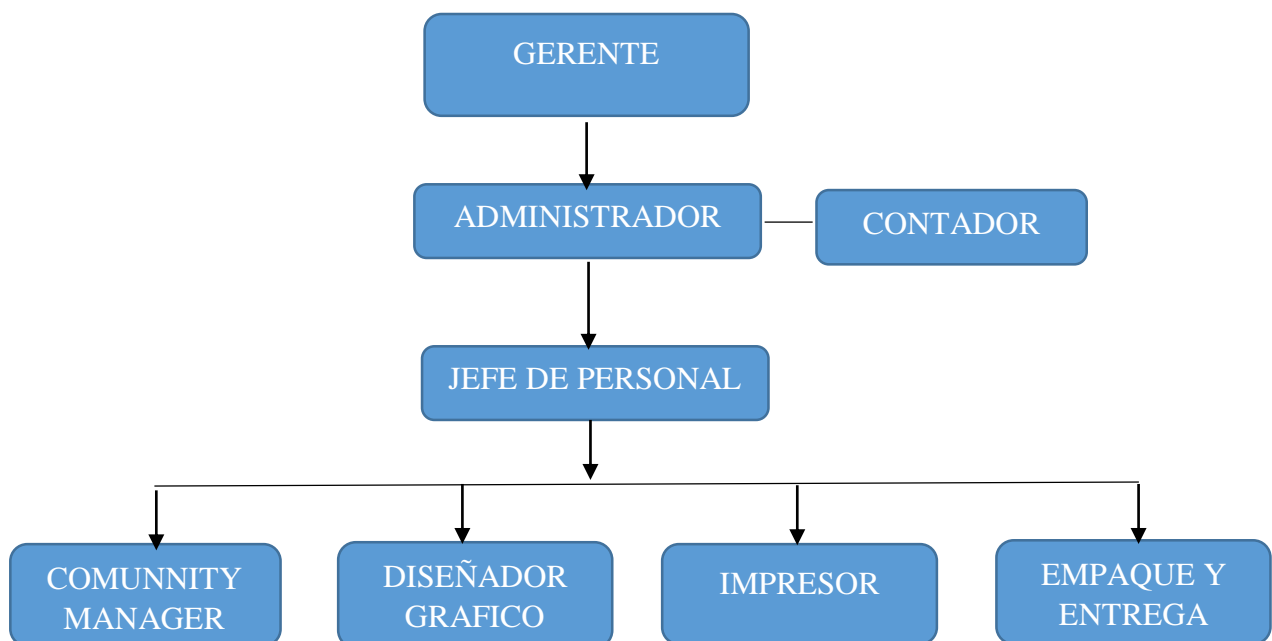 GERENTE
ADMINISTRADOR
CONTADOR
JEFE DE PERSONAL
COMUNNITY
MANAGER
DISEÑADOR
GRAFICO
IMPRESOR
EMPAQUE Y
ENTREGA